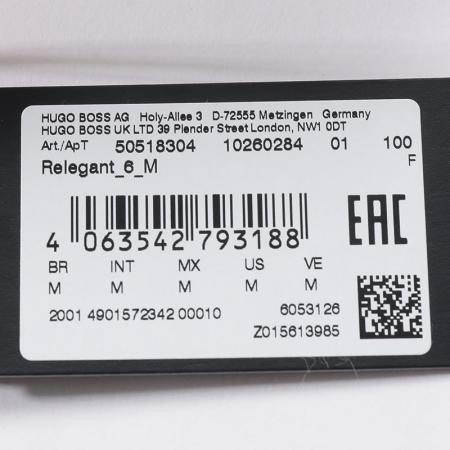 HUGO BOSS AG Holy-Allee 3 D-72555 Metzingen Germany
HUGO BOSS UK LTD 39 Plender Street London, NW1 0DT
Art./ApT 50518304 10260284 01 100
Relegant_6_M F
EAC
4 063542 793188
BR INT MX US VE
M M M M M
2001 4901572342 00010 6053126
Z015613985